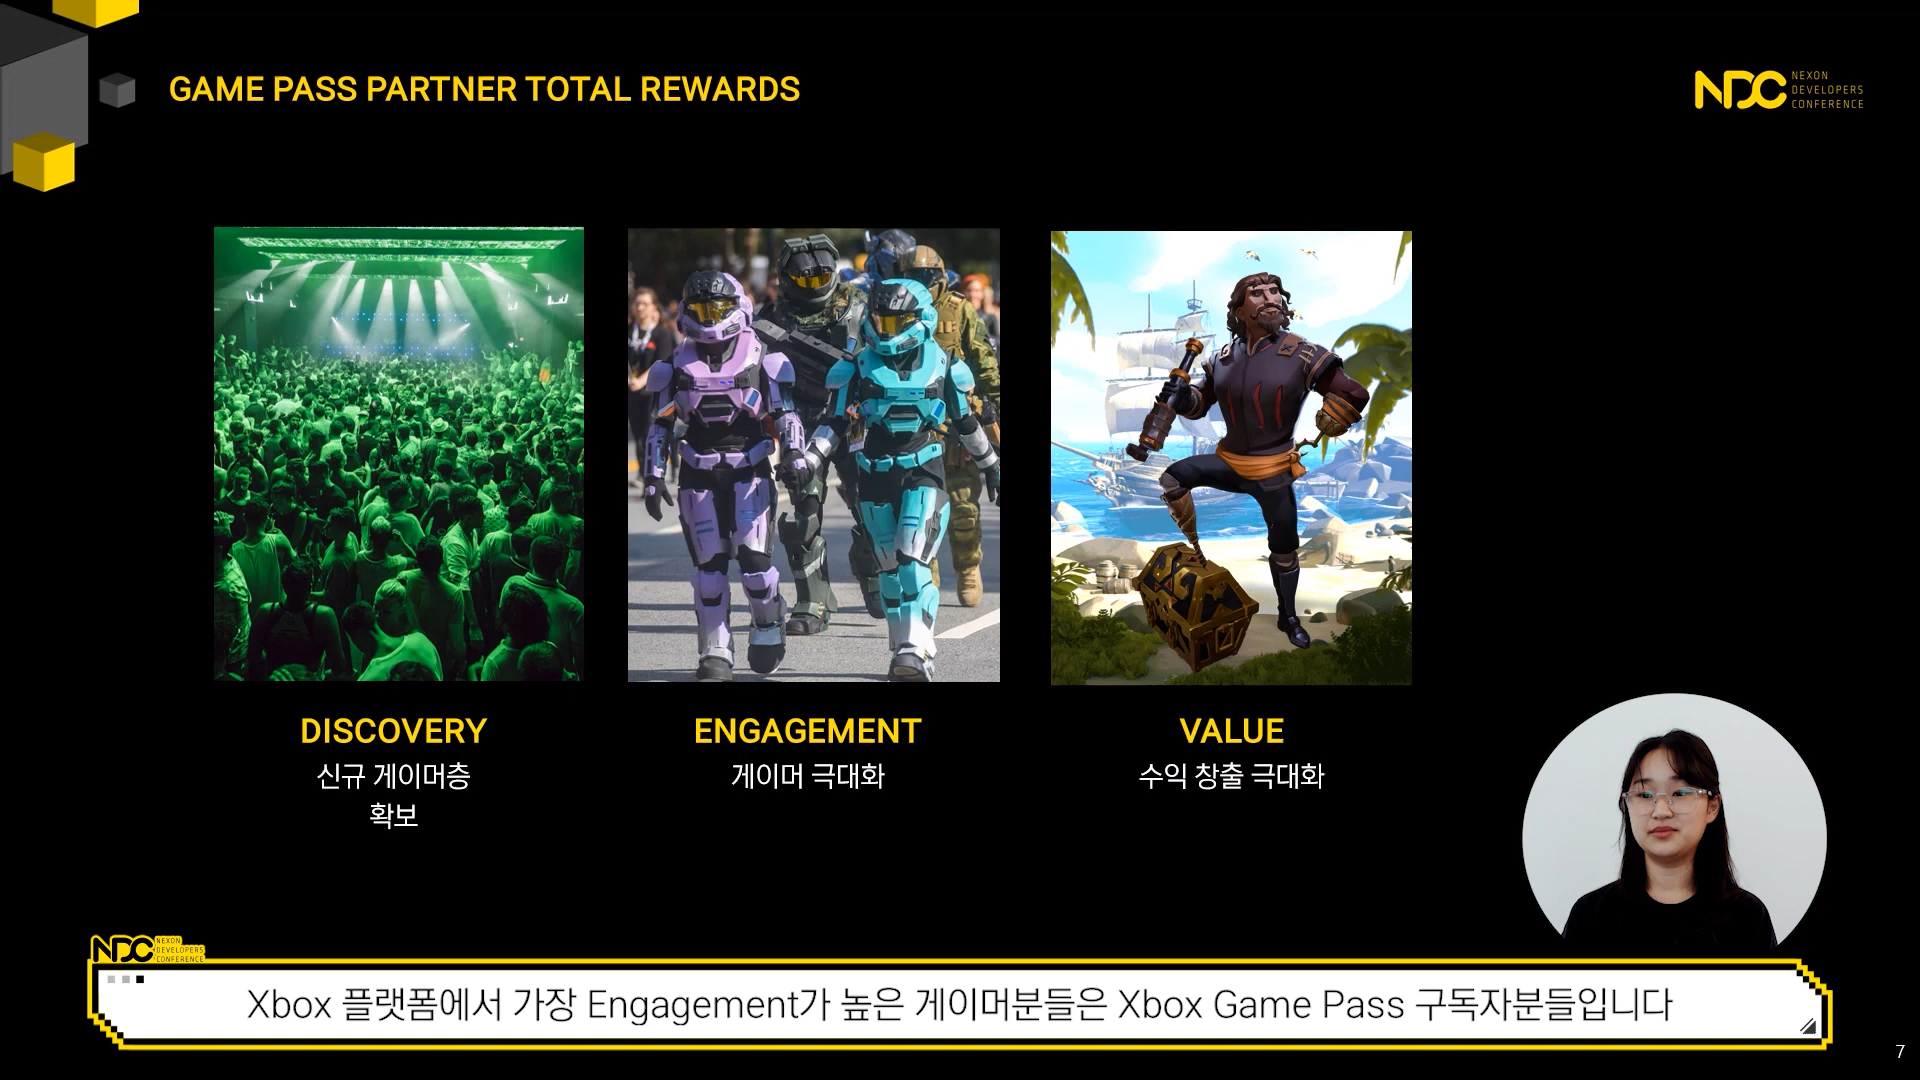 GAME PASS PARTNER TOTAL REWARDS
NDC
NEXON
DEVELOPERS
CONFERENCE
DISCOVERY
신규 게이머층
확보
ENGAGEMENT
게이머 극대화
VALUE
수익 창출 극대화
NDC
NEXON
DEVELOPERS
CONFERENCE
Xbox 플랫폼에서 가장 Engagement가 높은 게이머분들은 Xbox Game Pass 구독자분들입니다
7